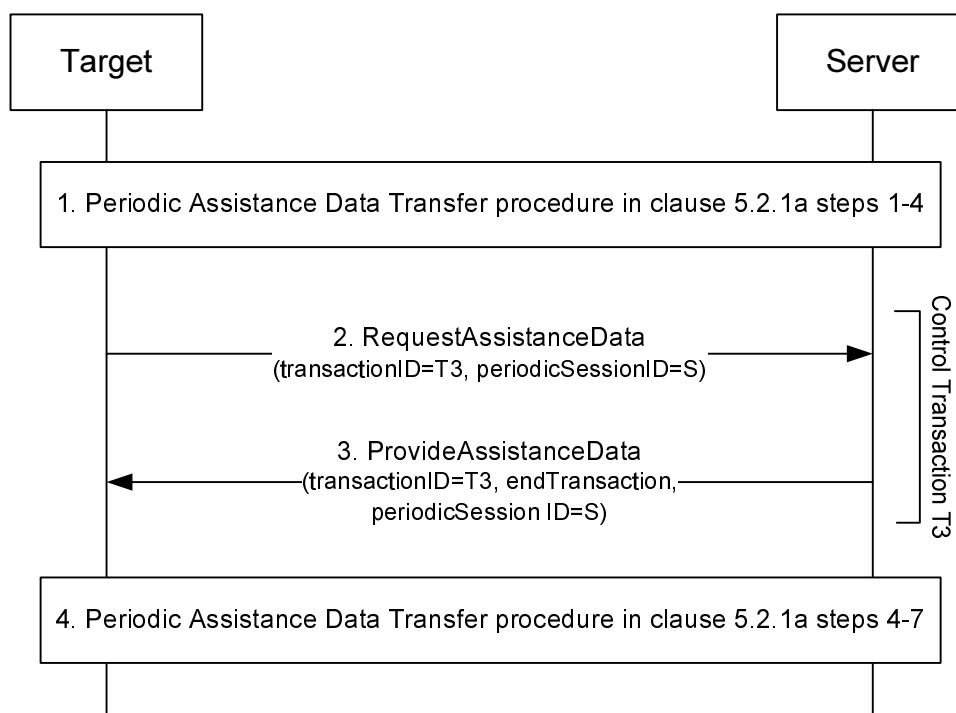 Target
Server
1. Periodic Assistance Data Transfer procedure in clause 5.2.1a steps 1-4
2. RequestAssistanceData
(transactionID=T3, periodicSessionID=S)
3. ProvideAssistanceData
(transactionID=T3, endTransaction,
periodicSession ID=S)
Control Transaction T3
4. Periodic Assistance Data Transfer procedure in clause 5.2.1a steps 4-7